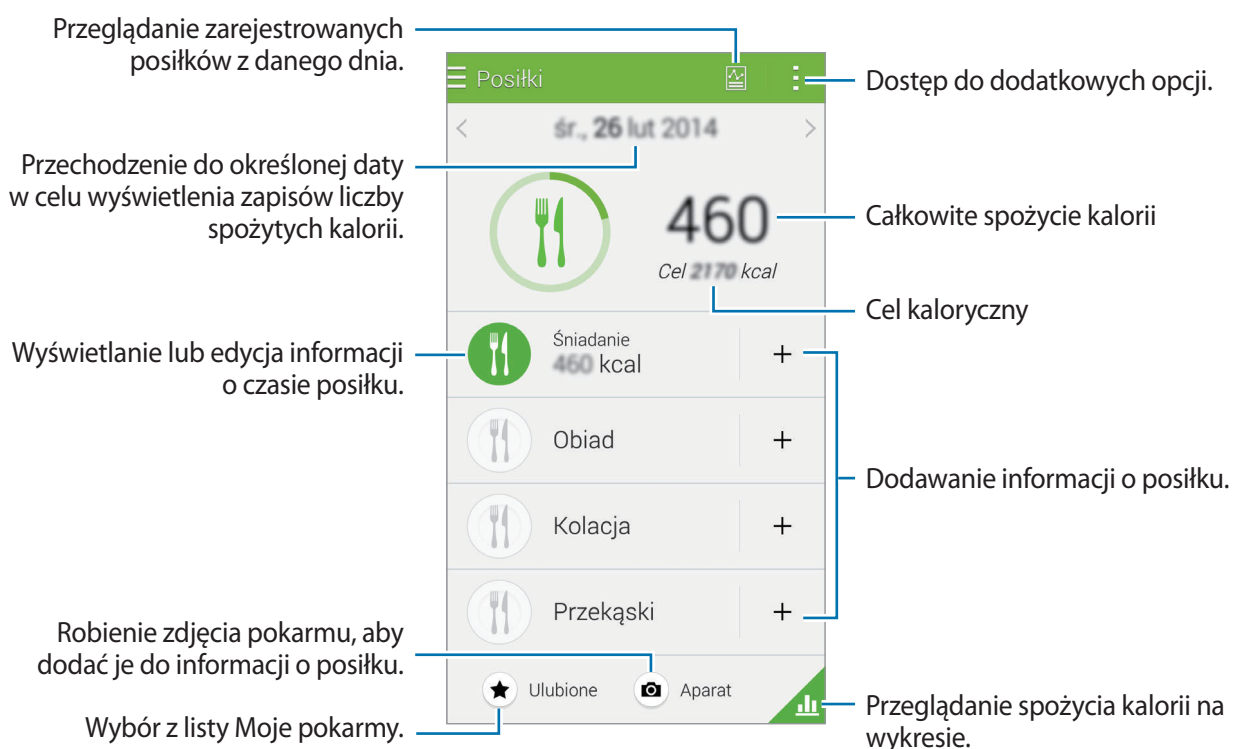 Przeglądanie zarejestrowanych
posiłków z danego dnia.
Posiłki
Dostęp do dodatkowych opcji.
śr., 26 lut 2014
Przechodzenie do określonej daty
w celu wyświetlenia zapisów liczby
spożytych kalorii.
460
Całkowite spożycie kalorii
Cel 2170 kcal
Cel kaloryczny
Wyświetlanie lub edycja informacji
o czasie posiłku.
Śniadanie
460 kcal
+
Obiad
+
Dodawanie informacji o posiłku.
Kolacja
+
Przekąski
+
Robienie zdjęcia pokarmu, aby
dodać je do informacji o posiłku.
Ulubione
Aparat
Wybór z listy Moje pokarmy.
Przeglądanie spożycia kalorii na
wykresie.